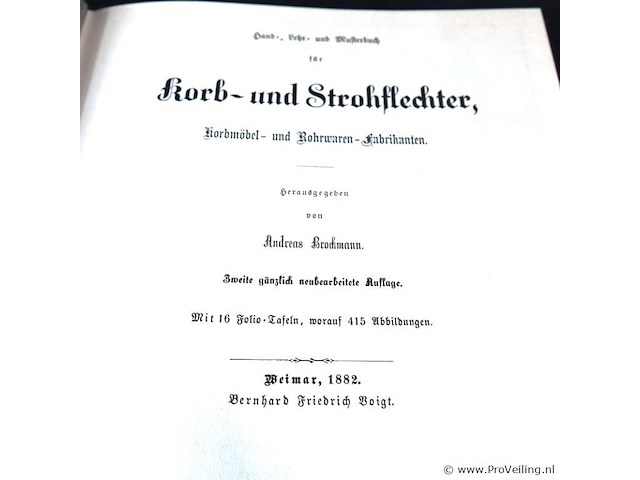 Hand-, Lehr- und Musterbuch
für
Korb- und Strohflechter,
Korbmöbel- und Rohrwaren-Fabrikanten.
Herausgegeben
von
Andreas Brockmann.
Zweite gänzlich neubearbeitete Auflage.
Mit 16 Folio-Tafeln, worauf 415 Abbildungen.
Weimar, 1882.
Bernhard Friedrich Voigt.
© www.ProVeiling.nl